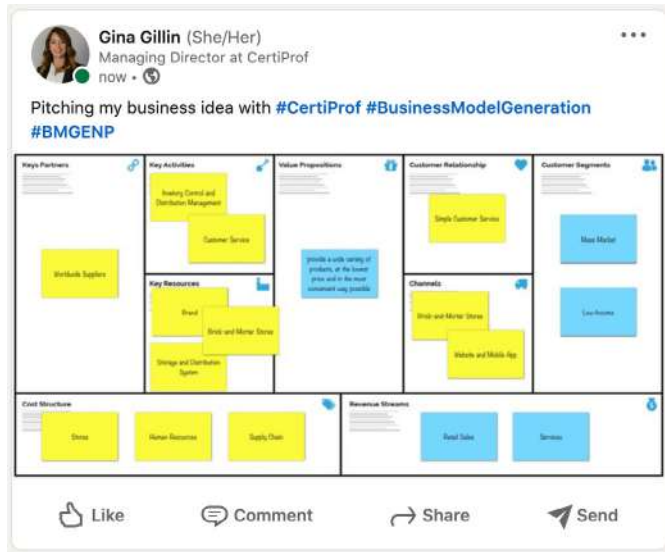 Gina Gillin (She/Her)
Managing Director at CertiProf
now •
Pitching my business idea with #CertiProf #BusinessModelGeneration
#BMGENP
Keys Partners
Worldwide Suppliers
Key Activities
Inventory Control and
Distribution Management
Customer Service
Key Resources
Brand
Brick-and-Mortar Stores
Storage and Distribution
System
Value Propositions
provide a wide variety of
products, at the lowest
price and in the most
convenient way possible
Customer Relationship
Simple Customer Service
Channels
Brick-and-Mortar Stores
Website and Mobile App
Customer Segments
Mass Market
Low-Income
Cost Structure
Stores
Human Resources
Supply Chain
Revenue Streams
Retail Sales
Services
Like
Comment
Share
Send